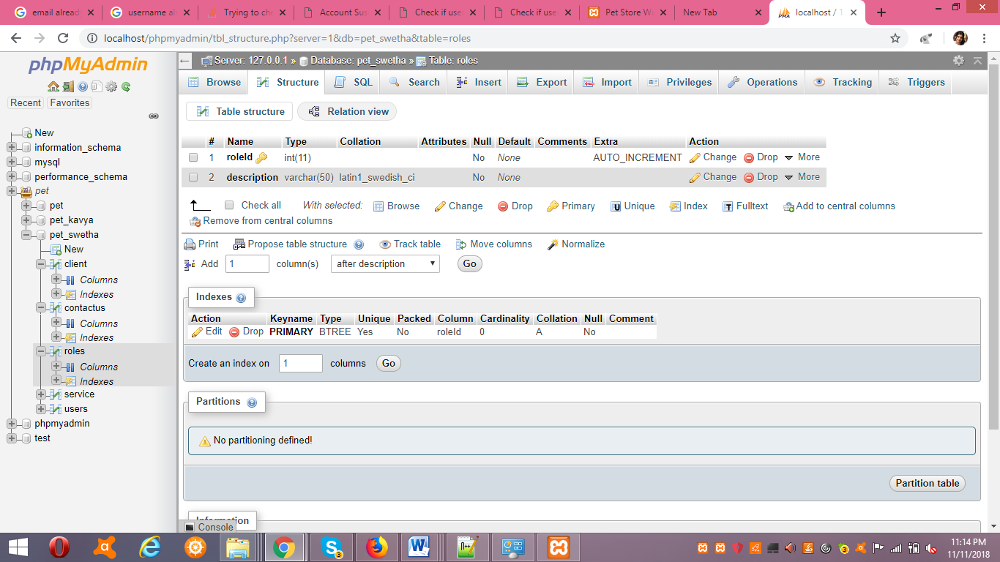 email alread username al Trying to che Account Sus Check if use Check if use Pet Store W New Tab localhost / 1
localhost/phpmyadmin/tbl_structure.php?server=1&db=pet_swetha&table=roles
phpMyAdmin
Recent Favorites
New
information_schema
mysql
performance_schema
pet
pet
pet_kavya
pet_swetha
New
client
Columns
Indexes
contactus
Columns
Indexes
roles
Columns
Indexes
service
users
phpmyadmin
test
Server: 127.0.0.1 » Database: pet_swetha » Table: roles
Browse Structure SQL Search Insert Export Import Privileges Operations Tracking Triggers
Table structure Relation view
# Name Type Collation Attributes Null Default Comments Extra Action
1 roleId int(11) No None AUTO_INCREMENT Change Drop More
2 description varchar(50) latin1_swedish_ci No None Change Drop More
Check all With selected: Browse Change Drop Primary Unique Index Fulltext Add to central columns
Remove from central columns
Print Propose table structure Track table Move columns Normalize
Add 1 column(s) after description Go
Indexes
Action Keyname Type Unique Packed Column Cardinality Collation Null Comment
Edit Drop PRIMARY BTREE Yes No roleId 0 A No
Create an index on 1 columns Go
Partitions
No partitioning defined!
Partition table
Information
Console
11:14 PM
11/11/2018